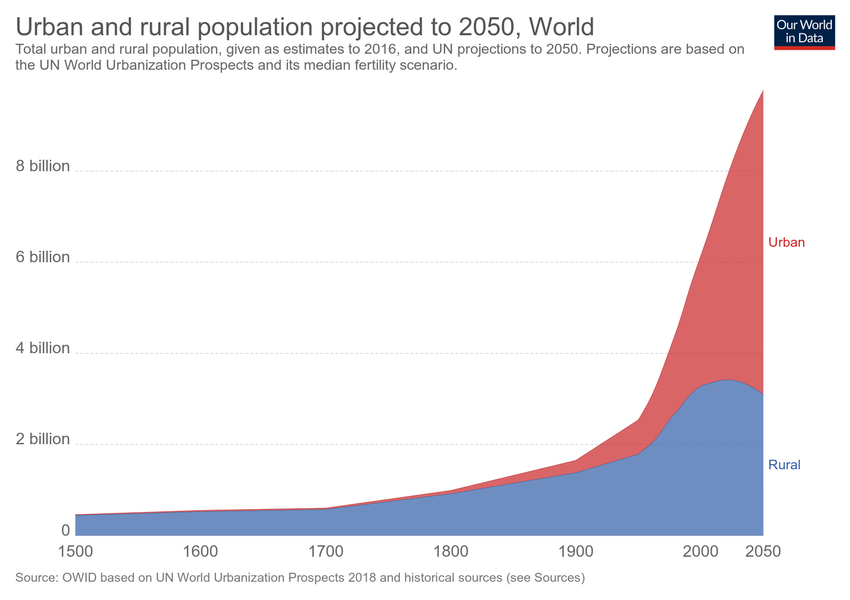 Urban and rural population projected to 2050, World
Our World
in Data
Total urban and rural population, given as estimates to 2016, and UN projections to 2050. Projections are based on
the UN World Urbanization Prospects and its median fertility scenario.
8 billion
6 billion
Urban
4 billion
2 billion
Rural
0
1500 1600 1700 1800 1900 2000 2050
Source: OWID based on UN World Urbanization Prospects 2018 and historical sources (see Sources)